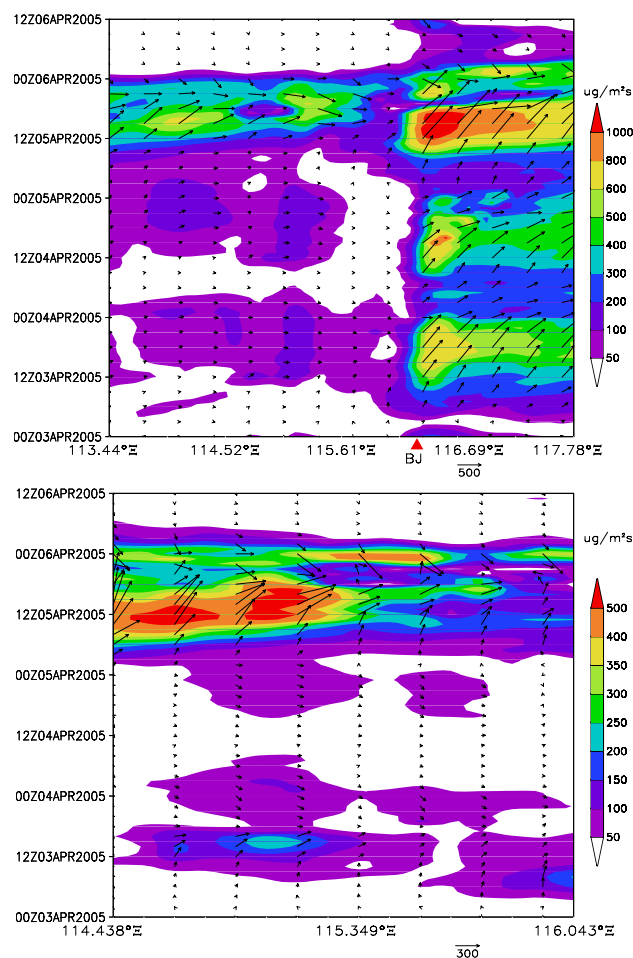 12Z06APR2005
00Z06APR2005
12Z05APR2005
00Z05APR2005
12Z04APR2005
00Z04APR2005
12Z03APR2005
00Z03APR2005
113.44°E 114.52°E 115.61°E 116.69°E 117.78°E
BJ
500
ug/m²s
1000
800
700
600
500
400
300
200
100
50
12Z06APR2005
00Z06APR2005
12Z05APR2005
00Z05APR2005
12Z04APR2005
00Z04APR2005
12Z03APR2005
00Z03APR2005
114.438°E 115.349°E 116.043°E
300
ug/m²s
500
400
350
300
250
200
150
100
50